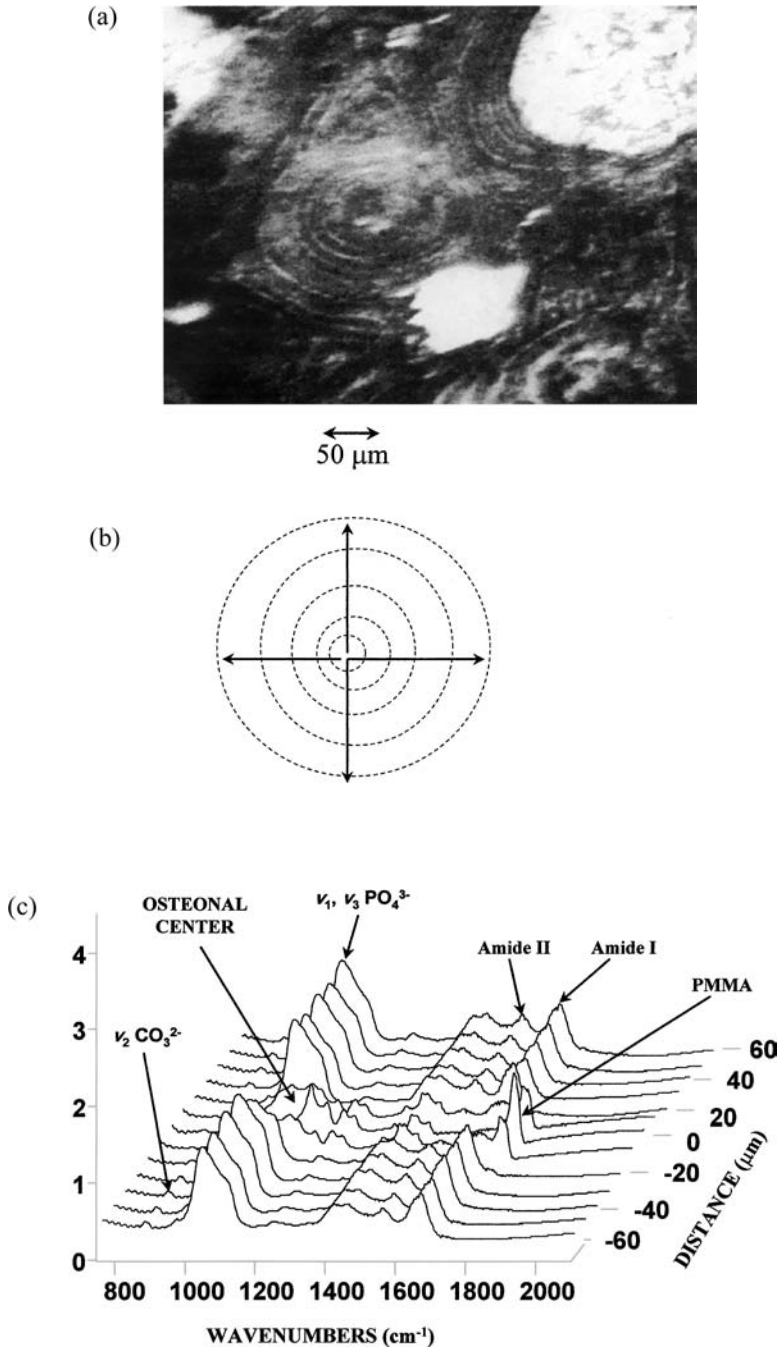 (a)
50 μm
(b)
(c)
OSTEONAL
CENTER
ν₁, ν₃ PO₄³⁻
Amide II
Amide I
PMMA
ν₂ CO₃²⁻
4
3
2
1
0
60
40
20
0
-20
-40
-60
DISTANCE (μm)
800 1000 1200 1400 1600 1800 2000
WAVENUMBERS (cm⁻¹)